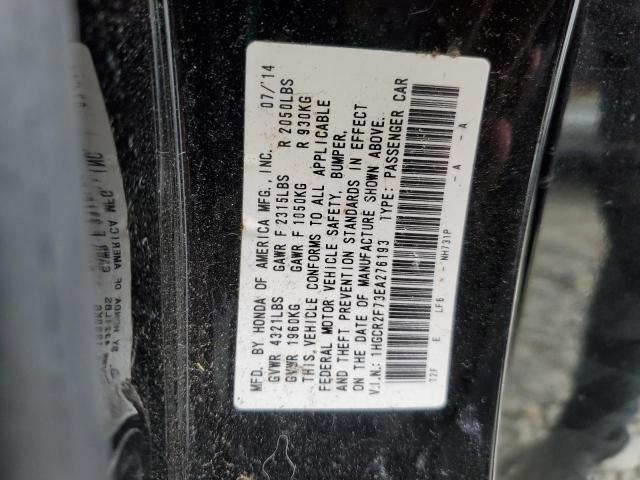 MFD. BY HONDA OF AMERICA MFG., INC. 07/'14
GVWR 4321LBS GAWR F 2315LBS R 2050LBS
GVWR 1960KG GAWR F 1050KG R 930KG
THIS VEHICLE CONFORMS TO ALL APPLICABLE
FEDERAL MOTOR VEHICLE SAFETY, BUMPER,
AND THEFT PREVENTION STANDARDS IN EFFECT
ON THE DATE OF MANUFACTURE SHOWN ABOVE.
V.I.N.: 1HGCR2F73EA276193 TYPE: PASSENGER CAR
T2F E LF6 - NH731P - A - A